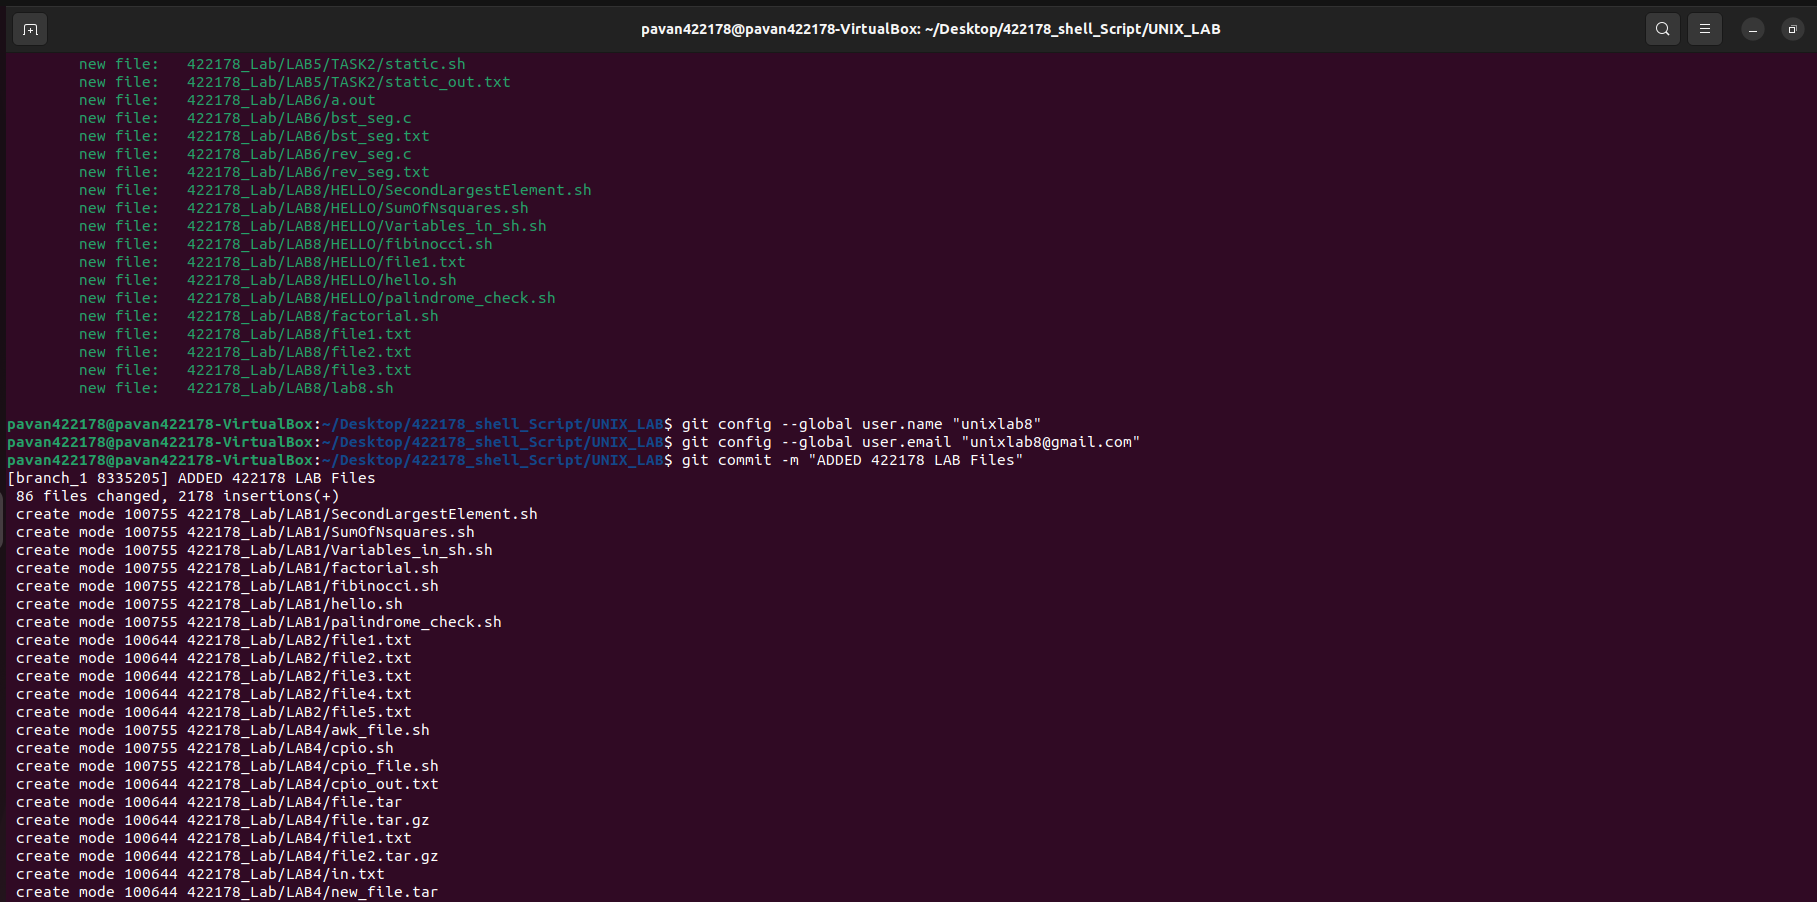 pavan422178@pavan422178-VirtualBox: ~/Desktop/422178_shell_Script/UNIX_LAB
new file:   422178_Lab/LAB5/TASK2/static.sh
new file:   422178_Lab/LAB5/TASK2/static_out.txt
new file:   422178_Lab/LAB6/a.out
new file:   422178_Lab/LAB6/bst_seg.c
new file:   422178_Lab/LAB6/bst_seg.txt
new file:   422178_Lab/LAB6/rev_seg.c
new file:   422178_Lab/LAB6/rev_seg.txt
new file:   422178_Lab/LAB8/HELLO/SecondLargestElement.sh
new file:   422178_Lab/LAB8/HELLO/SumOfNsquares.sh
new file:   422178_Lab/LAB8/HELLO/Variables_in_sh.sh
new file:   422178_Lab/LAB8/HELLO/fibinocci.sh
new file:   422178_Lab/LAB8/HELLO/file1.txt
new file:   422178_Lab/LAB8/HELLO/hello.sh
new file:   422178_Lab/LAB8/HELLO/palindrome_check.sh
new file:   422178_Lab/LAB8/factorial.sh
new file:   422178_Lab/LAB8/file1.txt
new file:   422178_Lab/LAB8/file2.txt
new file:   422178_Lab/LAB8/file3.txt
new file:   422178_Lab/LAB8/lab8.sh
pavan422178@pavan422178-VirtualBox:~/Desktop/422178_shell_Script/UNIX_LAB$ git config --global user.name "unixlab8"
pavan422178@pavan422178-VirtualBox:~/Desktop/422178_shell_Script/UNIX_LAB$ git config --global user.email "unixlab8@gmail.com"
pavan422178@pavan422178-VirtualBox:~/Desktop/422178_shell_Script/UNIX_LAB$ git commit -m "ADDED 422178 LAB Files"
[branch_1 8335205] ADDED 422178 LAB Files
86 files changed, 2178 insertions(+)
create mode 100755 422178_Lab/LAB1/SecondLargestElement.sh
create mode 100755 422178_Lab/LAB1/SumOfNsquares.sh
create mode 100755 422178_Lab/LAB1/Variables_in_sh.sh
create mode 100755 422178_Lab/LAB1/factorial.sh
create mode 100755 422178_Lab/LAB1/fibinocci.sh
create mode 100755 422178_Lab/LAB1/hello.sh
create mode 100755 422178_Lab/LAB1/palindrome_check.sh
create mode 100644 422178_Lab/LAB2/file1.txt
create mode 100644 422178_Lab/LAB2/file2.txt
create mode 100644 422178_Lab/LAB2/file3.txt
create mode 100644 422178_Lab/LAB2/file4.txt
create mode 100644 422178_Lab/LAB2/file5.txt
create mode 100755 422178_Lab/LAB4/awk_file.sh
create mode 100755 422178_Lab/LAB4/cpio.sh
create mode 100755 422178_Lab/LAB4/cpio_file.sh
create mode 100644 422178_Lab/LAB4/cpio_out.txt
create mode 100644 422178_Lab/LAB4/file.tar
create mode 100644 422178_Lab/LAB4/file.tar.gz
create mode 100644 422178_Lab/LAB4/file1.txt
create mode 100644 422178_Lab/LAB4/file2.tar.gz
create mode 100644 422178_Lab/LAB4/in.txt
create mode 100644 422178_Lab/LAB4/new_file.tar